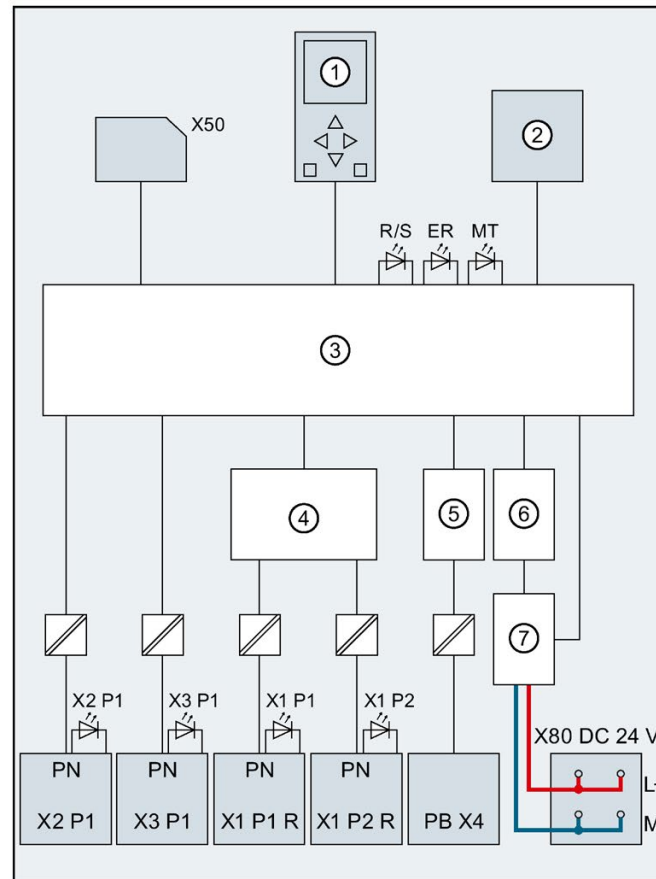 ①
X50
②
R/S ER MT
③
④
⑤
⑥
⑦
X2 P1
X3 P1
X1 P1
X1 P2
X80 DC 24 V
PN
X2 P1
PN
X3 P1
PN
X1 P1 R
PN
X1 P2 R
PB X4
L+
M